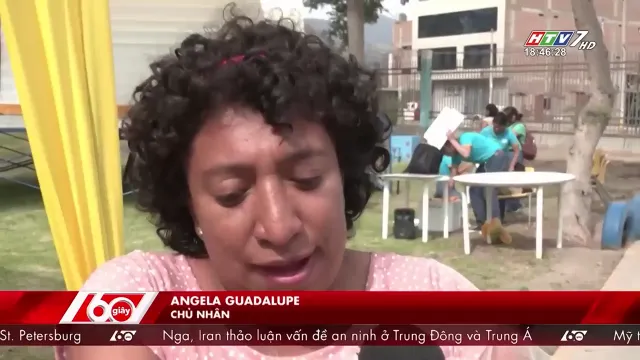 HTV7 HD
18:46:28
60 giây
ANGELA GUADALUPE
CHỦ NHÂN
St. Petersburg 60 Nga, Iran thảo luận vấn đề an ninh ở Trung Đông và Trung Á 60 Mỹ t